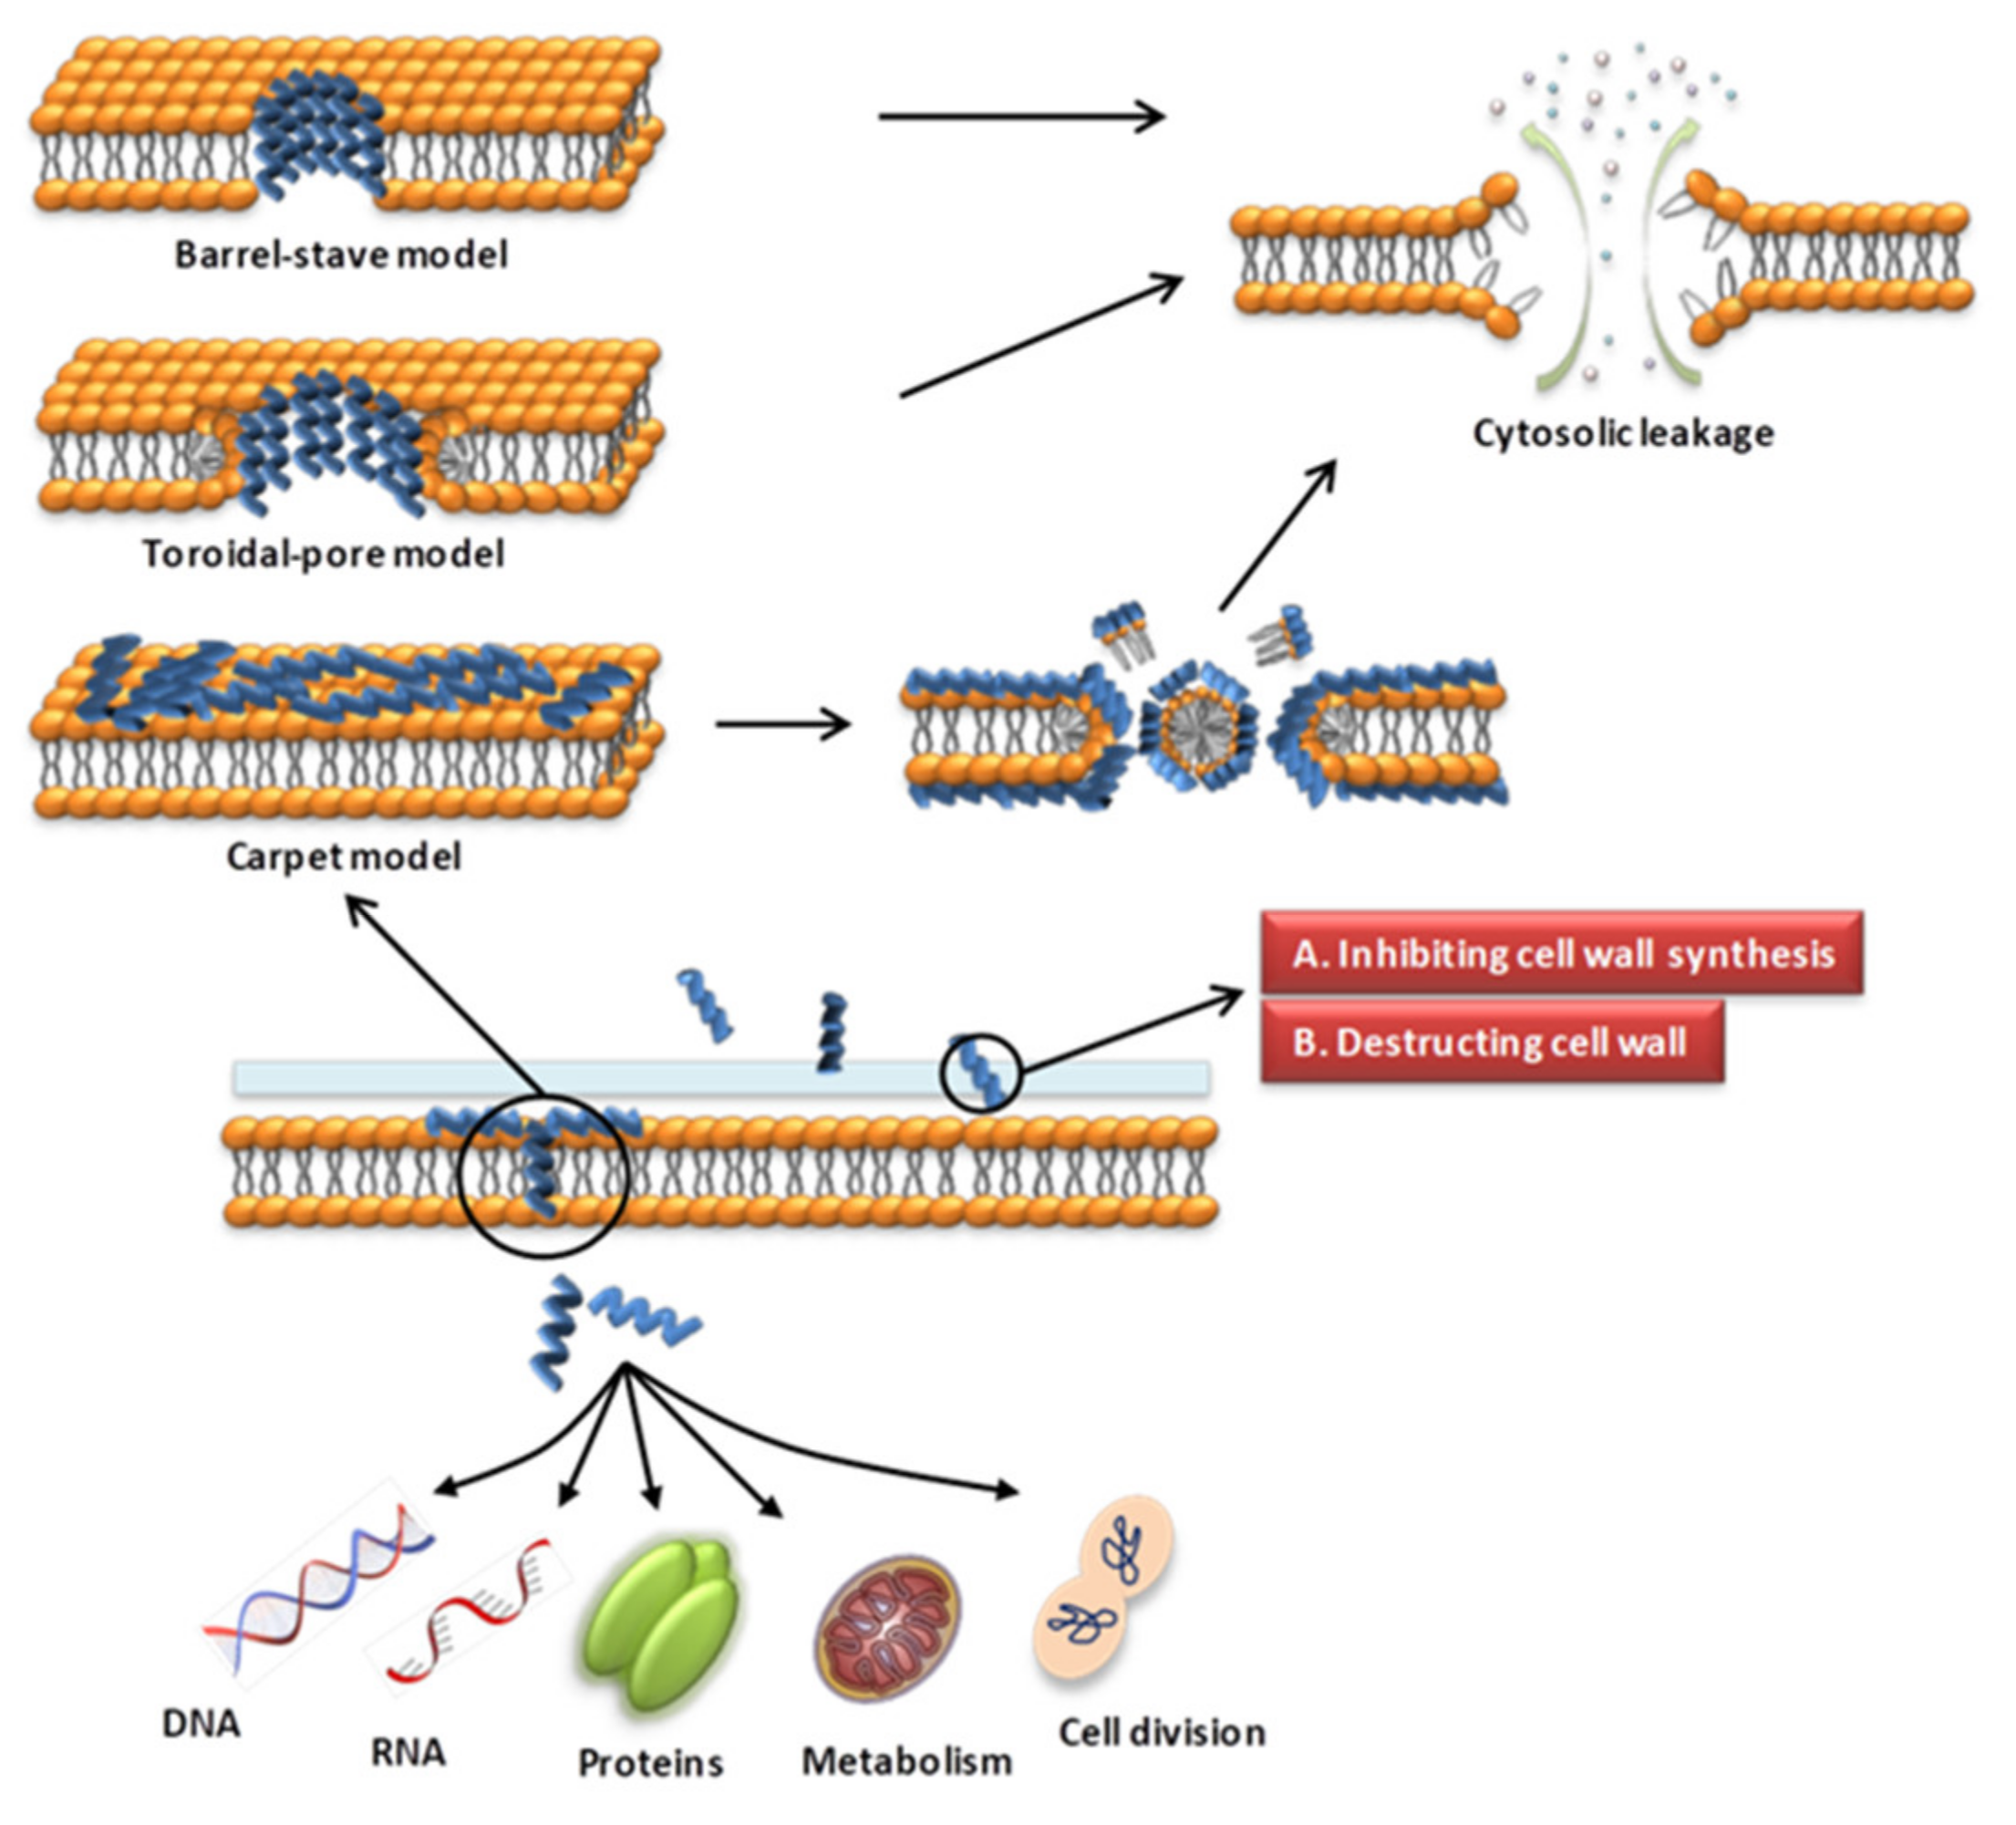 Barrel-stave model
Cytosolic leakage
Toroidal-pore model
Carpet model
A. Inhibiting cell wall synthesis
B. Destructing cell wall
DNA
RNA
Proteins
Metabolism
Cell division